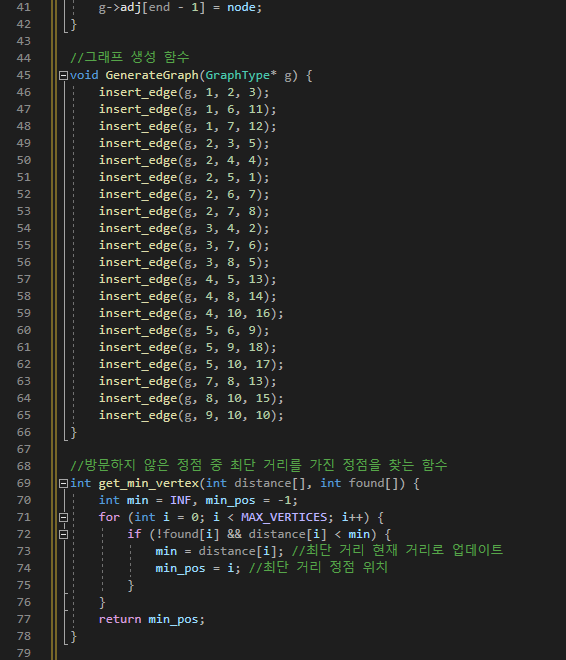 41 g->adj[end - 1] = node;
42 }
43
44 //그래프 생성 함수
45 void GenerateGraph(GraphType* g) {
46 insert_edge(g, 1, 2, 3);
47 insert_edge(g, 1, 6, 11);
48 insert_edge(g, 1, 7, 12);
49 insert_edge(g, 2, 3, 5);
50 insert_edge(g, 2, 4, 4);
51 insert_edge(g, 2, 5, 1);
52 insert_edge(g, 2, 6, 7);
53 insert_edge(g, 2, 7, 8);
54 insert_edge(g, 3, 4, 2);
55 insert_edge(g, 3, 7, 6);
56 insert_edge(g, 3, 8, 5);
57 insert_edge(g, 4, 5, 13);
58 insert_edge(g, 4, 8, 14);
59 insert_edge(g, 4, 10, 16);
60 insert_edge(g, 5, 6, 9);
61 insert_edge(g, 5, 9, 18);
62 insert_edge(g, 5, 10, 17);
63 insert_edge(g, 7, 8, 13);
64 insert_edge(g, 8, 10, 15);
65 insert_edge(g, 9, 10, 10);
66 }
67
68 //방문하지 않은 정점 중 최단 거리를 가진 정점을 찾는 함수
69 int get_min_vertex(int distance[], int found[]) {
70 int min = INF, min_pos = -1;
71 for (int i = 0; i < MAX_VERTICES; i++) {
72 if (!found[i] && distance[i] < min) {
73 min = distance[i]; //최단 거리 현재 거리로 업데이트
74 min_pos = i; //최단 거리 정점 위치
75 }
76 }
77 return min_pos;
78 }
79